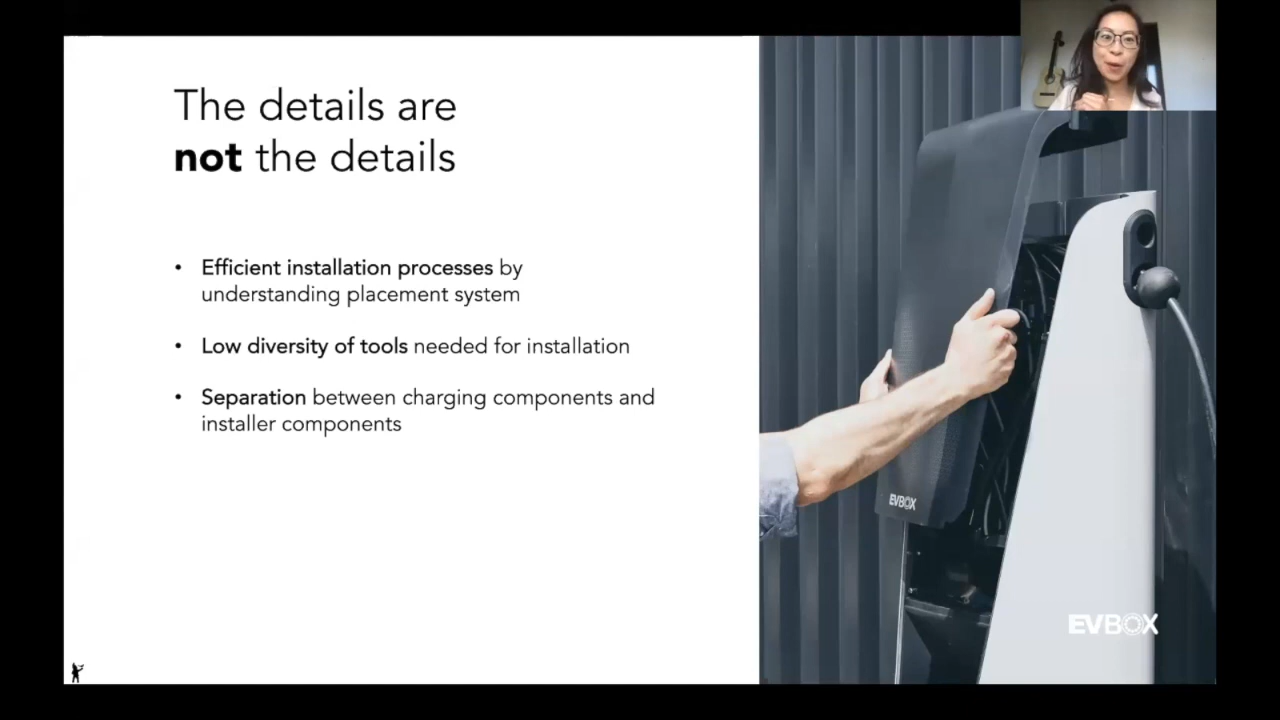 The details are
not the details
• Efficient installation processes by
understanding placement system
• Low diversity of tools needed for installation
• Separation between charging components and
installer components
EVBOX
EVBOX